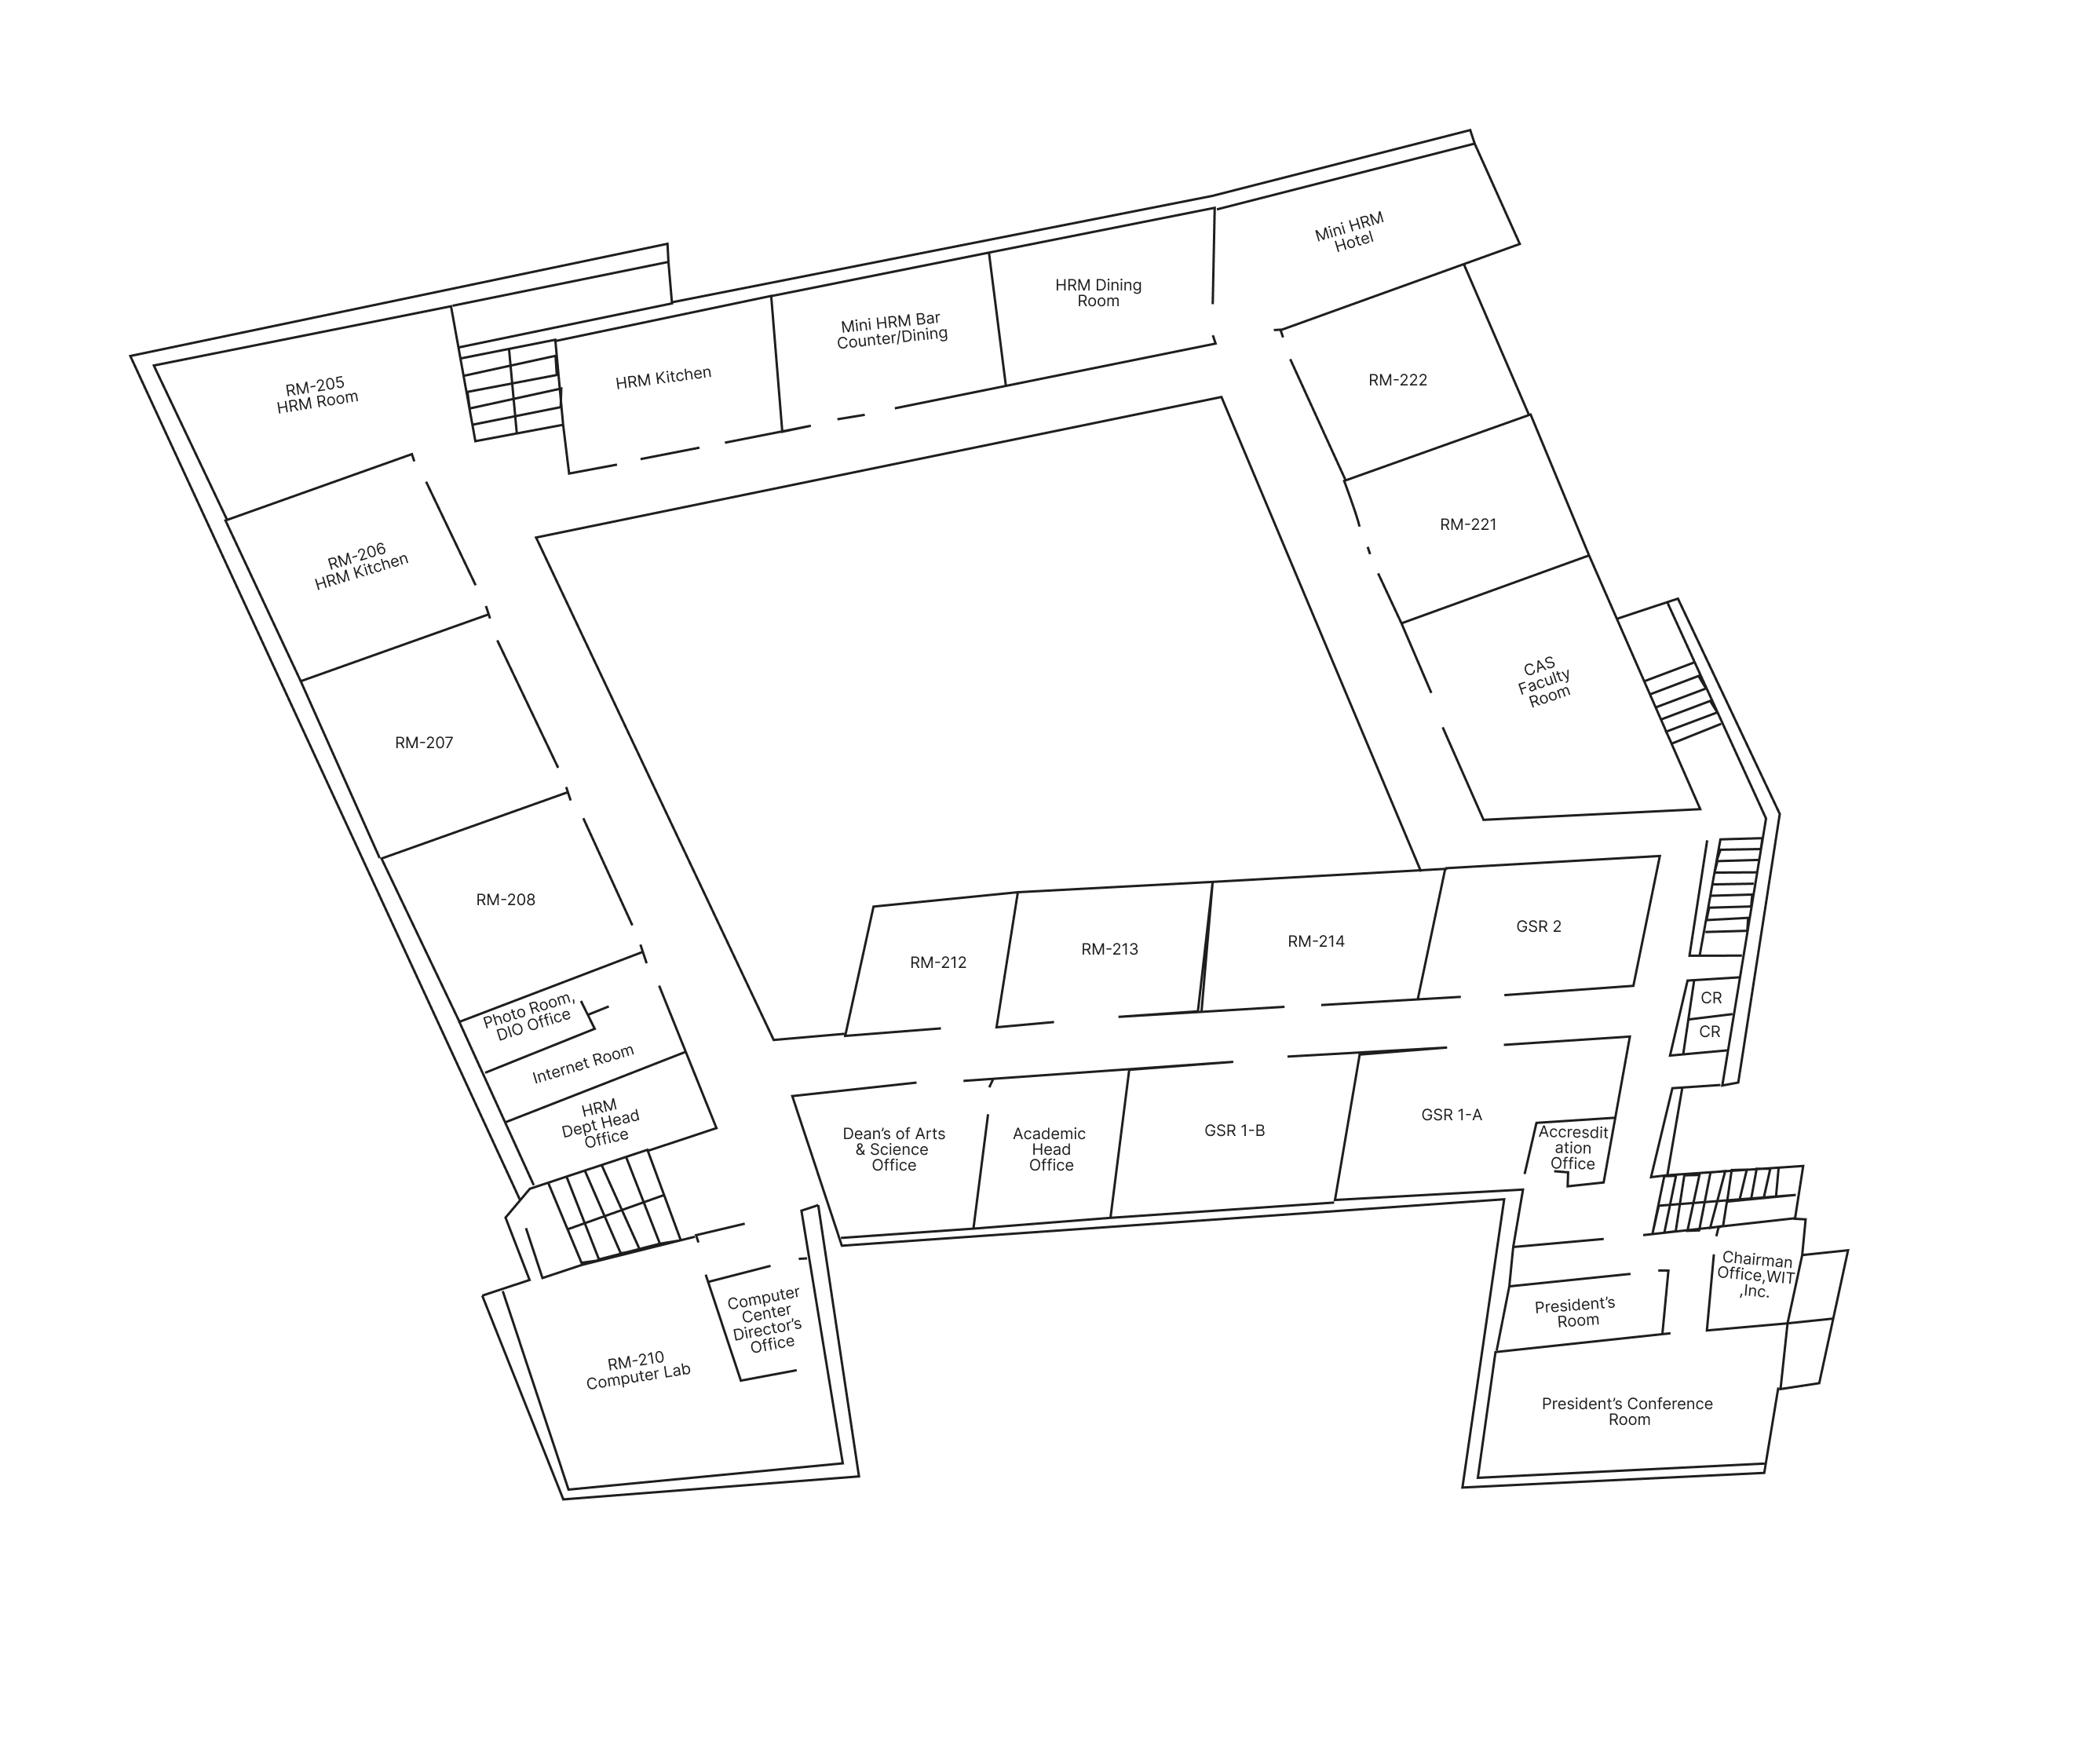 Mini HRM
Hotel
HRM Dining
Room
Mini HRM Bar
Counter/Dining
HRM Kitchen
RM-205
HRM Room
RM-222
RM-221
RM-206
HRM Kitchen
CAS
Faculty
Room
RM-207
RM-208
GSR 2
RM-214
RM-213
RM-212
CR
CR
Photo Room,
DIO Office
Internet Room
HRM
Dept Head
Office
Dean's of Arts
& Science
Office
Academic
Head
Office
GSR 1-B
GSR 1-A
Accresdit
ation
Office
Chairman
Office,WIT
,Inc.
President's
Room
Computer
Center
Director's
Office
RM-210
Computer Lab
President's Conference
Room